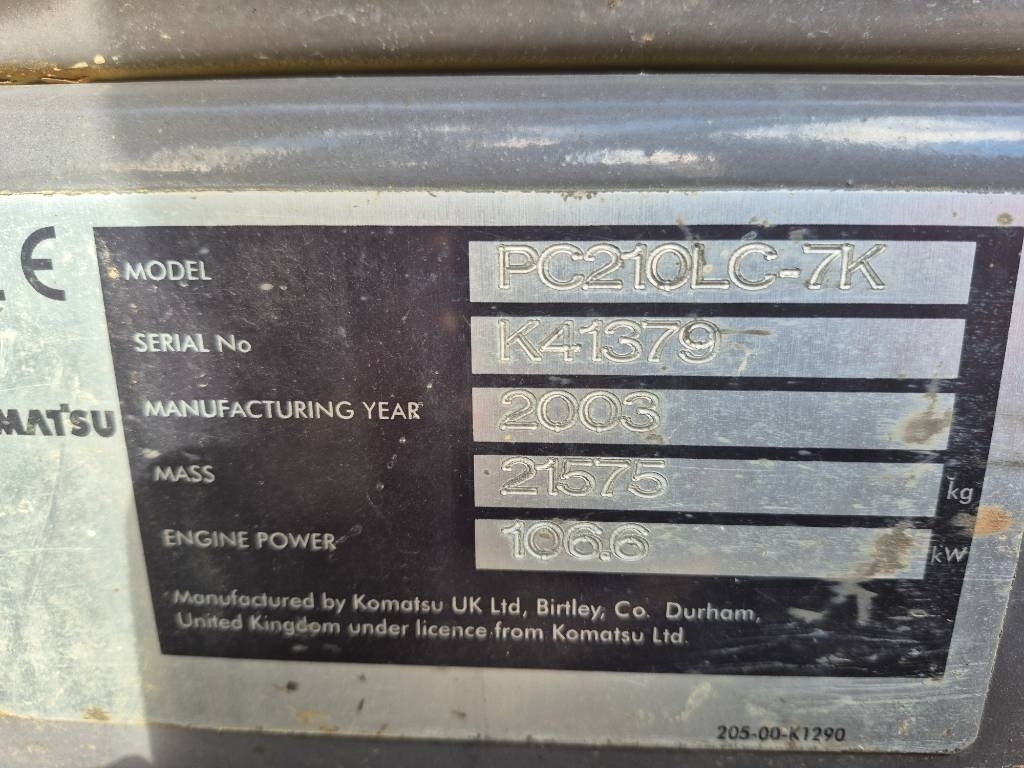 CE
MODEL PC210LC-7K
SERIAL No K41379
MANUFACTURING YEAR 2003
MATSU
MASS 21575 kg
ENGINE POWER 106.6 kW
Manufactured by Komatsu UK Ltd, Birtley, Co. Durham,
United Kingdom under licence from Komatsu Ltd.
205-00-K1290